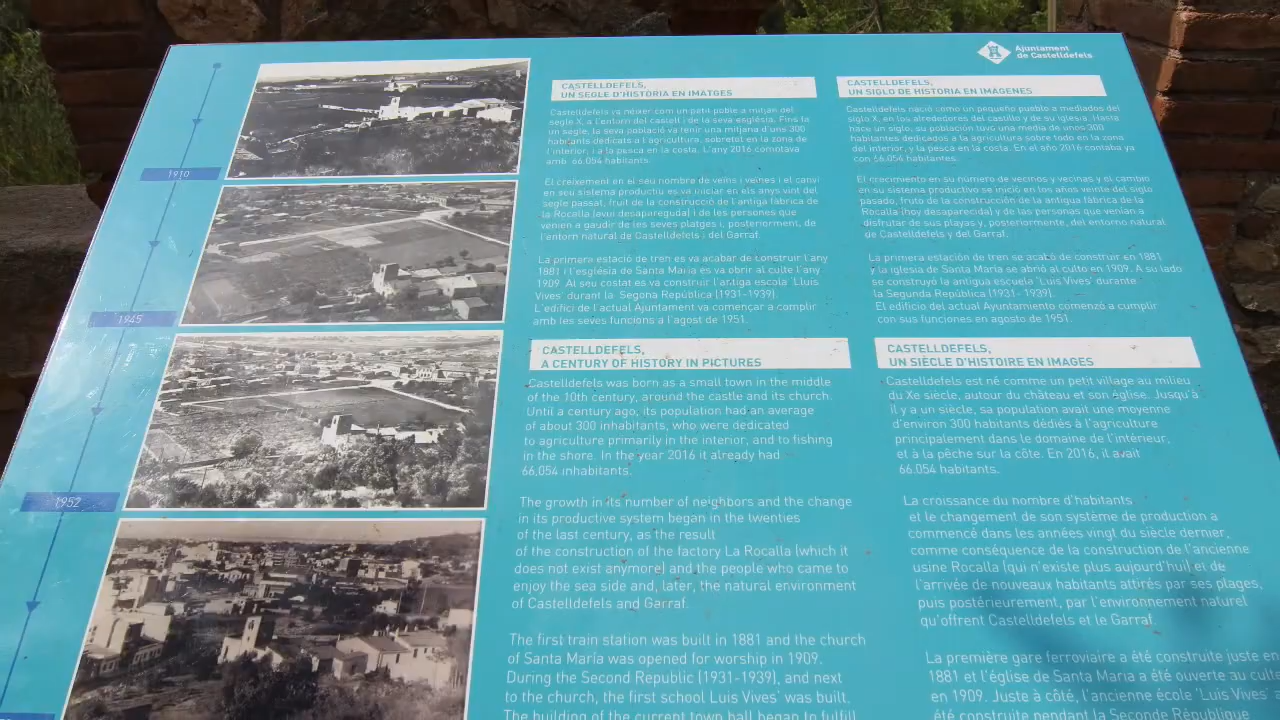 Ajuntament
de Castelldefels
1910
1945
1952
CASTELLDEFELS,
UN SEGLE D'HISTÒRIA EN IMATGES
Castelldefels va néixer com un petit poble a mitjan del
segle X, a l'entorn del castell i de la seva església. Fins fa
un segle, la seva població va tenir una mitjana d'uns 300
habitants dedicats a l'agricultura, sobretot en la zona de
l'interior, i a la pesca en la costa. L'any 2016 comptava
amb 66.054 habitants.
El creixement en el seu nombre de veïns i veïnes i el canvi
en seu sistema productiu es va iniciar en els anys vint del
segle passat, fruit de la construcció de l'antiga fàbrica de
la Rocalla (avui desapareguda) i de les persones que
venien a gaudir de les seves platges i, posteriorment, de
l'entorn natural de Castelldefels i del Garraf.
La primera estació de tren es va acabar de construir l'any
1881 i l'església de Santa Maria es va obrir al culte l'any
1909. Al seu costat es va construir l'antiga escola 'Lluís
Vives' durant la Segona República (1931-1939).
L'edifici de l'actual Ajuntament va començar a complir
amb les seves funcions a l'agost de 1951.
CASTELLDEFELS,
UN SIGLO DE HISTORIA EN IMÁGENES
Castelldefels nació como un pequeño pueblo a mediados del
siglo X, en los alrededores del castillo y de su iglesia. Hasta
hace un siglo, su población tuvo una media de unos 300
habitantes dedicados a la agricultura sobre todo en la zona
del interior, y la pesca en la costa. En el año 2016 contaba ya
con 66.054 habitantes.
El crecimiento en su número de vecinos y vecinas y el cambio
en su sistema productivo se inició en los años veinte del siglo
pasado, fruto de la construcción de la antigua fábrica de la
Rocalla (hoy desaparecida) y de las personas que venían a
disfrutar de sus playas y, posteriormente, del entorno natural
de Castelldefels y del Garraf.
La primera estación de tren se acabó de construir en 1881
y la iglesia de Santa María se abrió al culto en 1909. A su lado
se construyó la antigua escuela 'Luis Vives' durante
la Segunda República (1931- 1939).
El edificio del actual Ayuntamiento comenzó a cumplir
con sus funciones en agosto de 1951.
CASTELLDEFELS,
A CENTURY OF HISTORY IN PICTURES
Castelldefels was born as a small town in the middle
of the 10th century, around the castle and its church.
Until a century ago, its population had an average
of about 300 inhabitants, who were dedicated
to agriculture primarily in the interior, and to fishing
in the shore. In the year 2016 it already had
66,054 inhabitants.
The growth in its number of neighbors and the change
in its productive system began in the twenties
of the last century, as the result
of the construction of the factory La Rocalla (which it
does not exist anymore) and the people who came to
enjoy the sea side and, later, the natural environment
of Castelldefels and Garraf.
The first train station was built in 1881 and the church
of Santa María was opened for worship in 1909.
During the Second Republic (1931-1939), and next
to the church, the first school Luis Vives' was built.
The building of the current town hall began to fulfill
CASTELLDEFELS,
UN SIÈCLE D'HISTOIRE EN IMAGES
Castelldefels est né comme un petit village au milieu
du Xe siècle, autour du château et son église. Jusqu'à
il y a un siècle, sa population avait une moyenne
d'environ 300 habitants dédiés à l'agriculture
principalement dans le domaine de l'intérieur,
et à la pêche sur la côte. En 2016, il avait
66.054 habitants.
La croissance du nombre d'habitants
et le changement de son système de production a
commencé dans les années vingt du siècle dernier,
comme conséquence de la construction de l'ancienne
usine Rocalla (qui n'existe plus aujourd'hui) et de
l'arrivée de nouveaux habitants attirés par ses plages,
puis postérieurement, par l'environnement naturel
qu'offrent Castelldefels et le Garraf.
La première gare ferroviaire a été construite juste en
1881 et l'église de Santa Maria a été ouverte au culte
en 1909. Juste à côté, l'ancienne école 'Luis Vives' a
été construite pendant la Seconde République